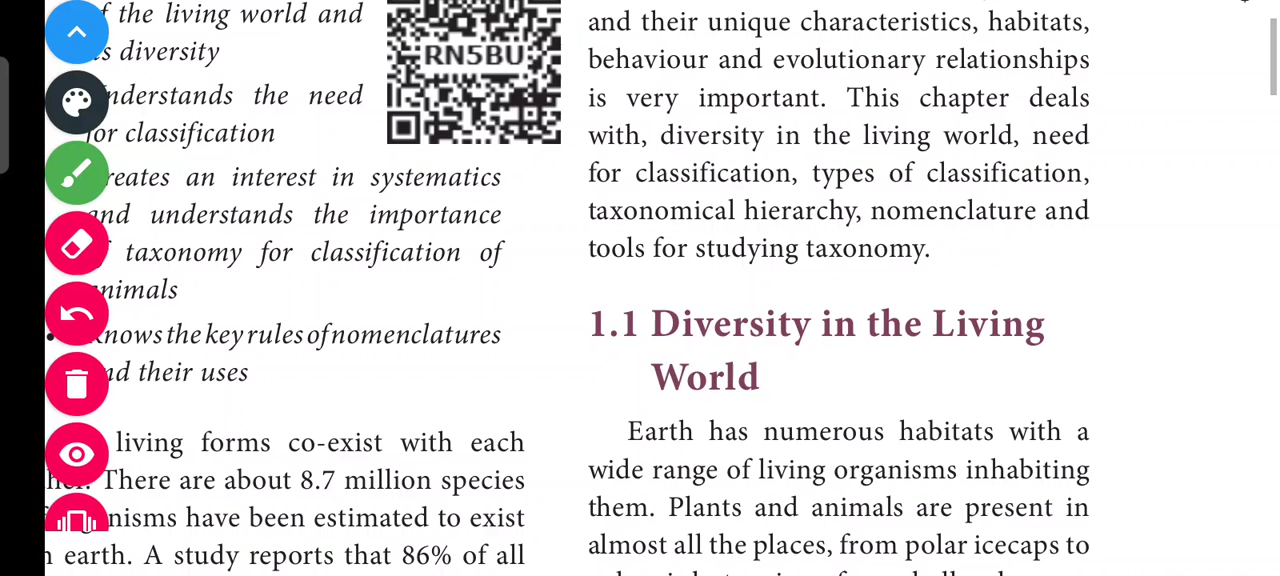 f the living world and
s diversity
nderstands the need
for classification
reates an interest in systematics
and understands the importance
taxonomy for classification of
animals
• knows the key rules of nomenclatures
nd their uses
living forms co-exist with each
There are about 8.7 million species
nisms have been estimated to exist
n earth. A study reports that 86% of all
RN5BU
and their unique characteristics, habitats,
behaviour and evolutionary relationships
is very important. This chapter deals
with, diversity in the living world, need
for classification, types of classification,
taxonomical hierarchy, nomenclature and
tools for studying taxonomy.
1.1 Diversity in the Living
World
Earth has numerous habitats with a
wide range of living organisms inhabiting
them. Plants and animals are present in
almost all the places, from polar icecaps to